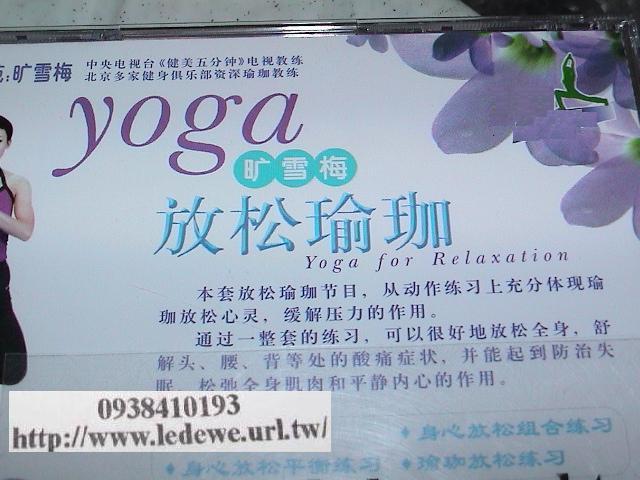 :旷雪梅
中央电视台《健美五分钟》电视教练
北京多家健身俱乐部资深瑜珈教练
yoga
旷雪梅
放松瑜珈
Yoga for Relaxation
本套放松瑜珈节目，从动作练习上充分体现瑜
珈放松心灵，缓解压力的作用。
通过一整套的练习，可以很好地放松全身，舒
解头、腰、背等处的酸痛症状，并能起到防治失
眠、松弛全身肌肉和平静内心的作用。
0938410193
http://www.ledewe.url.tw/
身心放松组合练习
身心放松平衡练习
瑜珈放松练习